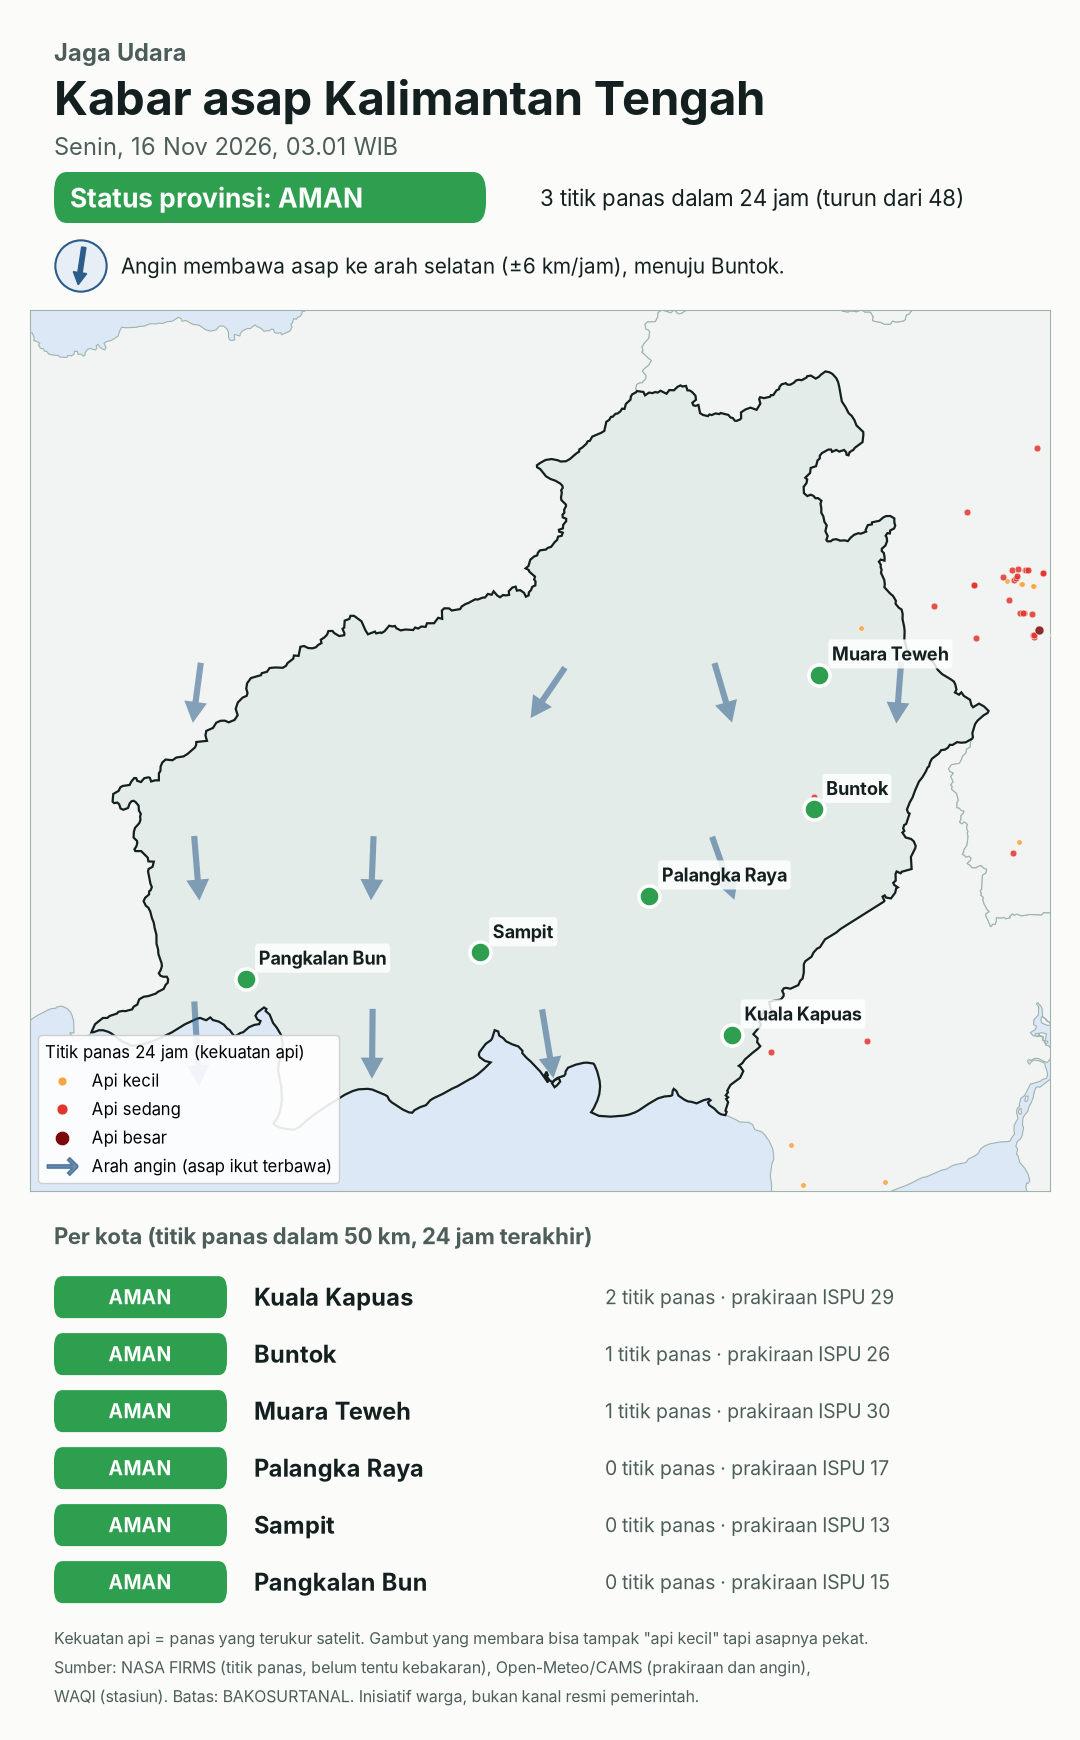 Jaga Udara
Kabar asap Kalimantan Tengah
Senin, 16 Nov 2026, 03.01 WIB
Status provinsi: AMAN
3 titik panas dalam 24 jam (turun dari 48)
Angin membawa asap ke arah selatan (±6 km/jam), menuju Buntok.
Muara Teweh
Buntok
Palangka Raya
Sampit
Pangkalan Bun
Kuala Kapuas
Titik panas 24 jam (kekuatan api)
Api kecil
Api sedang
Api besar
Arah angin (asap ikut terbawa)
Per kota (titik panas dalam 50 km, 24 jam terakhir)
AMAN Kuala Kapuas 2 titik panas · prakiraan ISPU 29
AMAN Buntok 1 titik panas · prakiraan ISPU 26
AMAN Muara Teweh 1 titik panas · prakiraan ISPU 30
AMAN Palangka Raya 0 titik panas · prakiraan ISPU 17
AMAN Sampit 0 titik panas · prakiraan ISPU 13
AMAN Pangkalan Bun 0 titik panas · prakiraan ISPU 15
Kekuatan api = panas yang terukur satelit. Gambut yang membara bisa tampak "api kecil" tapi asapnya pekat.
Sumber: NASA FIRMS (titik panas, belum tentu kebakaran), Open-Meteo/CAMS (prakiraan dan angin),
WAQI (stasiun). Batas: BAKOSURTANAL. Inisiatif warga, bukan kanal resmi pemerintah.